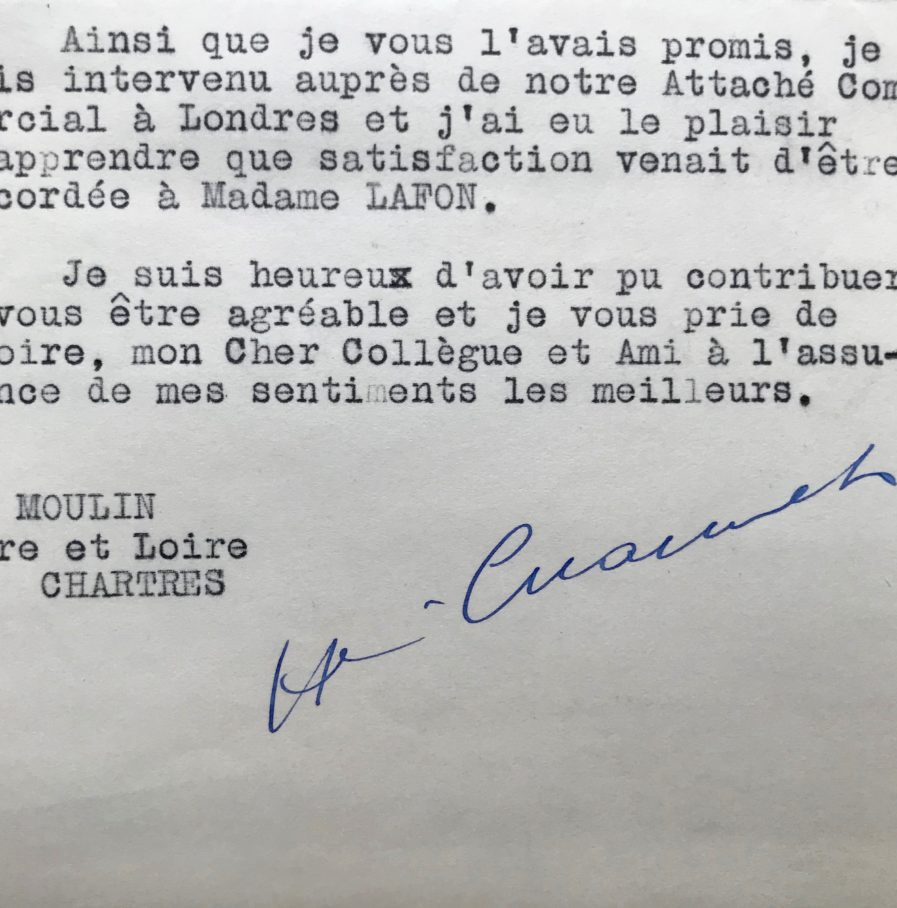 Ainsi que je vous l'avais promis, je
is intervenu auprès de notre Attaché Com
rcial à Londres et j'ai eu le plaisir
apprendre que satisfaction venait d'être
cordée à Madame LAFON.
Je suis heureux d'avoir pu contribuer
vous être agréable et je vous prie de
oire, mon Cher Collègue et Ami à l'assu-
nce de mes sentiments les meilleurs.
MOULIN
re et Loire
CHARTRES